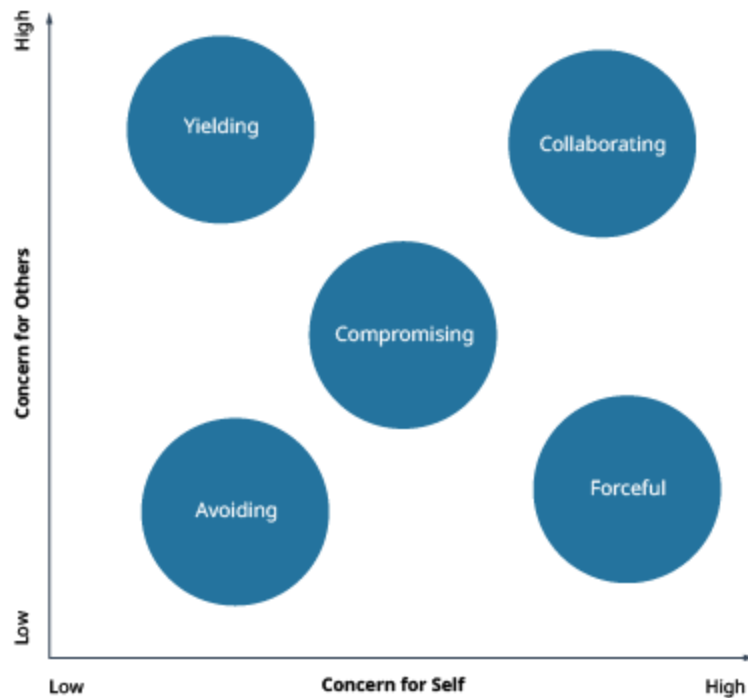 High
Yielding
Collaborating
Concern for Others
Compromising
Avoiding
Forceful
Low
Low
Concern for Self
High